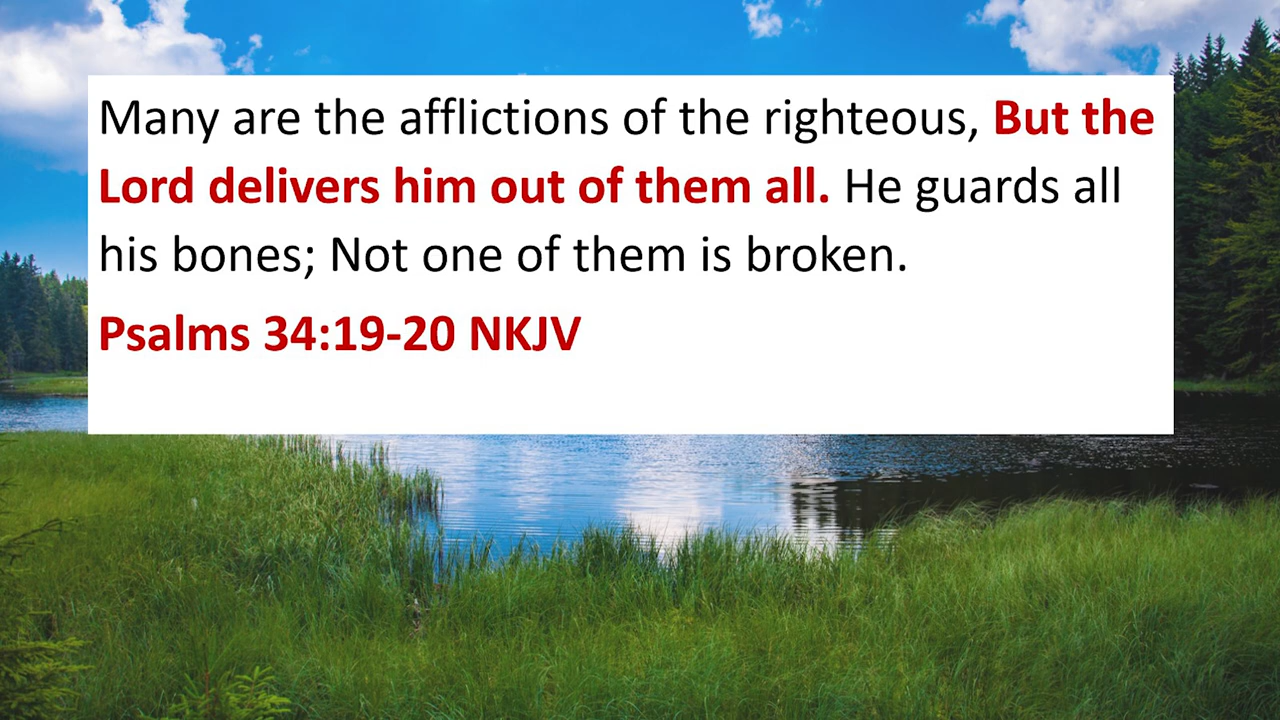 Many are the afflictions of the righteous, But the
Lord delivers him out of them all. He guards all
his bones; Not one of them is broken.
Psalms 34:19-20 NKJV